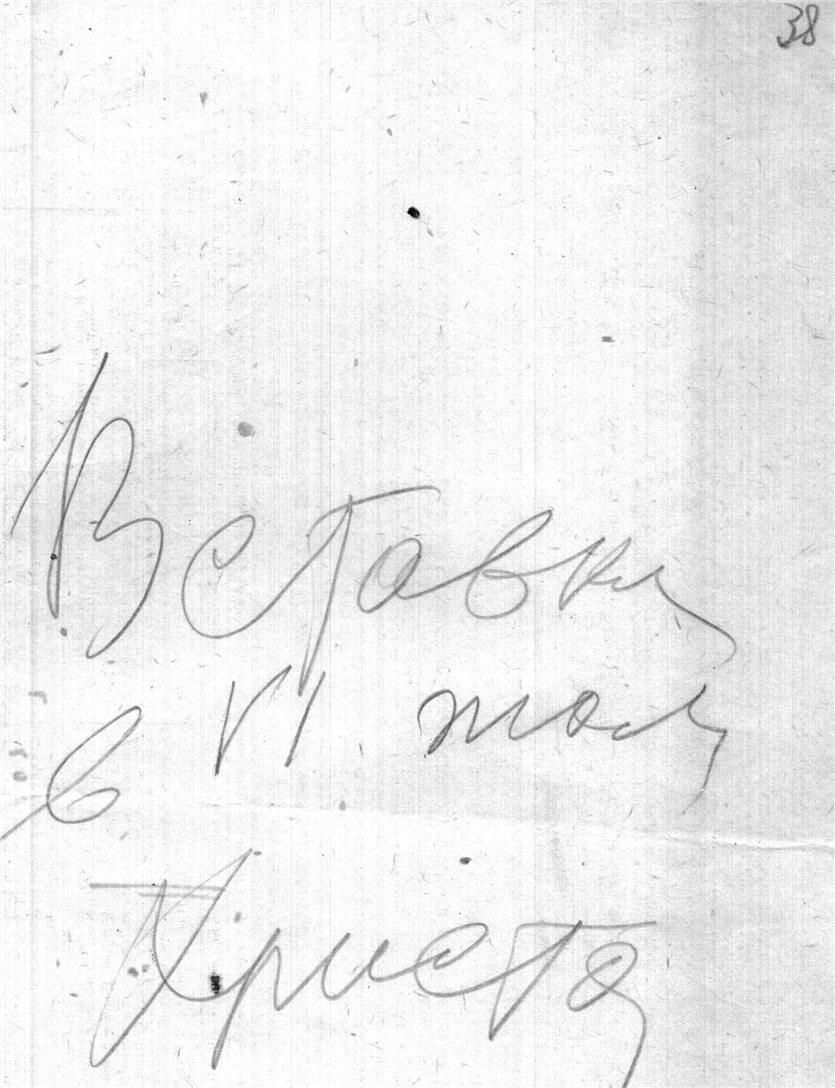 38
Вставки
в VI том
Христа